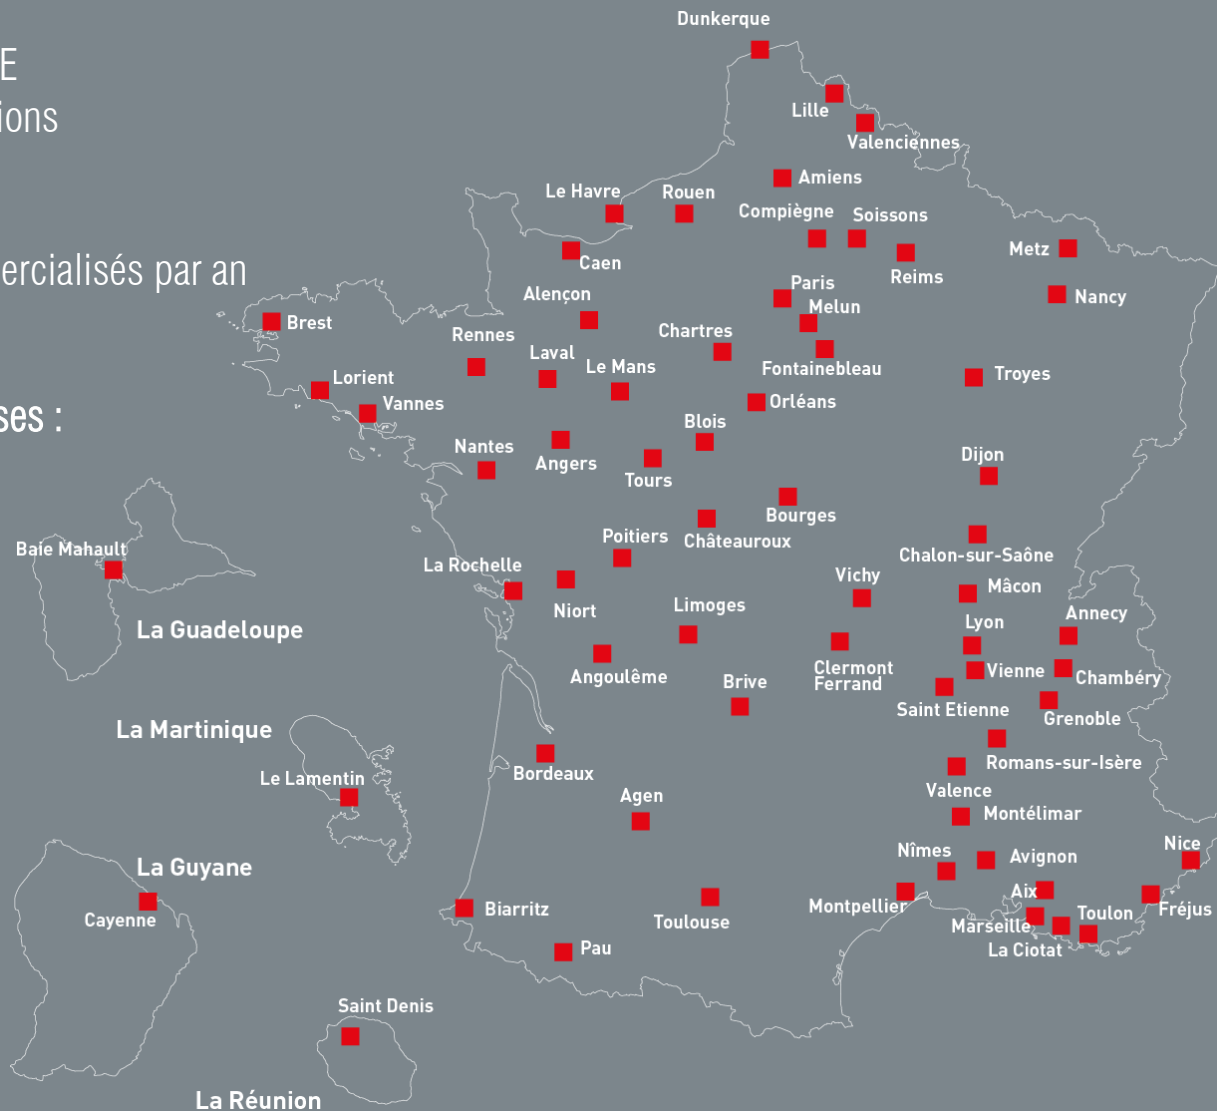 E
ions
ercialisés par an
ses :
Dunkerque
Lille
Valenciennes
Amiens
Le Havre
Rouen
Compiègne
Soissons
Caen
Reims
Metz
Nancy
Alençon
Paris
Melun
Brest
Rennes
Chartres
Laval
Le Mans
Fontainebleau
Troyes
Lorient
Vannes
Orléans
Blois
Nantes
Angers
Tours
Dijon
Bourges
Châteauroux
Poitiers
Chalon-sur-Saône
La Rochelle
Vichy
Mâcon
Niort
Limoges
Annecy
Lyon
Angoulême
Clermont
Ferrand
Vienne
Chambéry
Brive
Saint Etienne
Grenoble
Romans-sur-Isère
Bordeaux
Valence
Agen
Montélimar
Nice
Nîmes
Avignon
Aix
Montpellier
Fréjus
Biarritz
Toulouse
Marseille
Toulon
Pau
La Ciotat
Baie Mahault
La Guadeloupe
La Martinique
Le Lamentin
La Guyane
Cayenne
Saint Denis
La Réunion